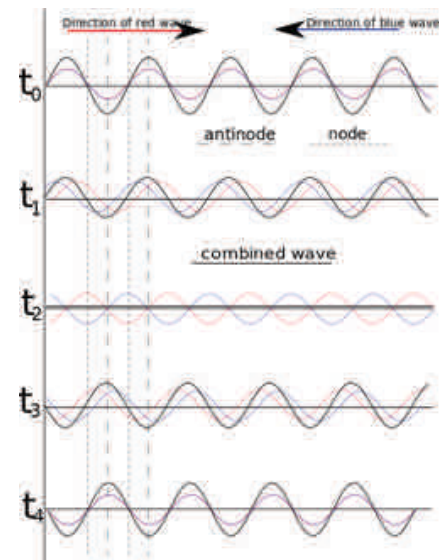 Direction of red wave
Direction of blue wave
t0
antinode
node
t1
combined wave
t2
t3
t4